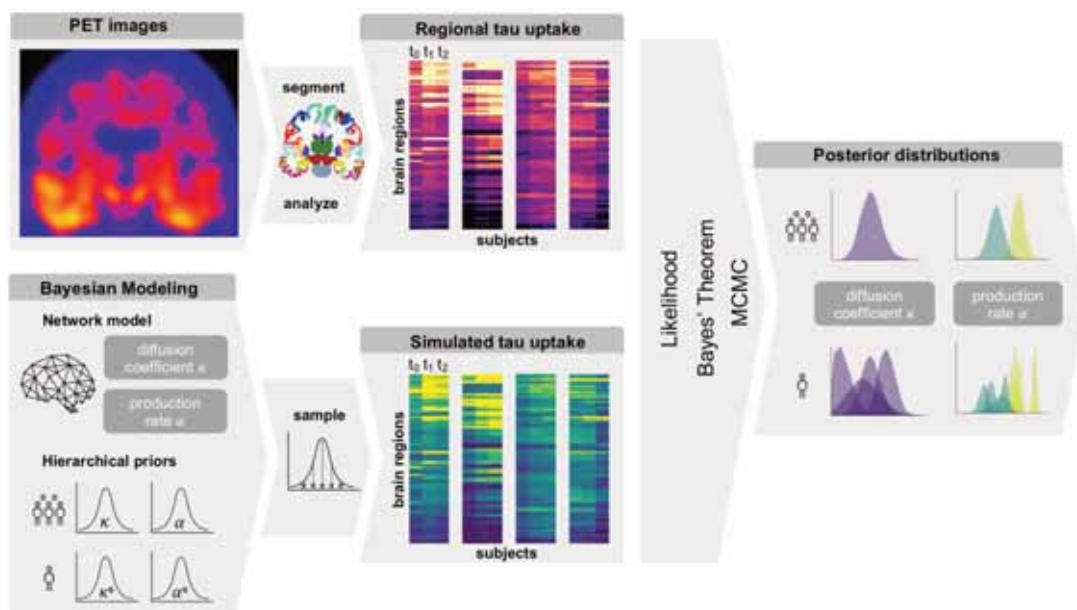 PET images
segment
analyze
Regional tau uptake
t₀ t₁ t₂
brain regions
subjects
Bayesian Modeling
Network model
diffusion
coefficient κ
production
rate α
Hierarchical priors
κ
α
κˢ
αˢ
sample
Simulated tau uptake
t₀ t₁ t₂
brain regions
subjects
Likelihood
Bayes' Theorem
MCMC
Posterior distributions
diffusion
coefficient κ
production
rate α